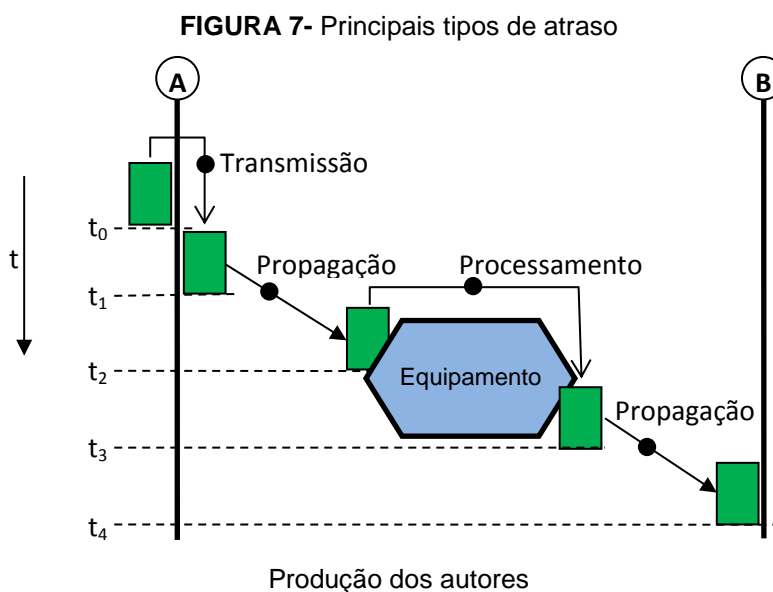 FIGURA 7- Principais tipos de atraso
A
B
Transmissão
t0
t
Propagação
Processamento
t1
t2
Equipamento
Propagação
t3
t4
Produção dos autores